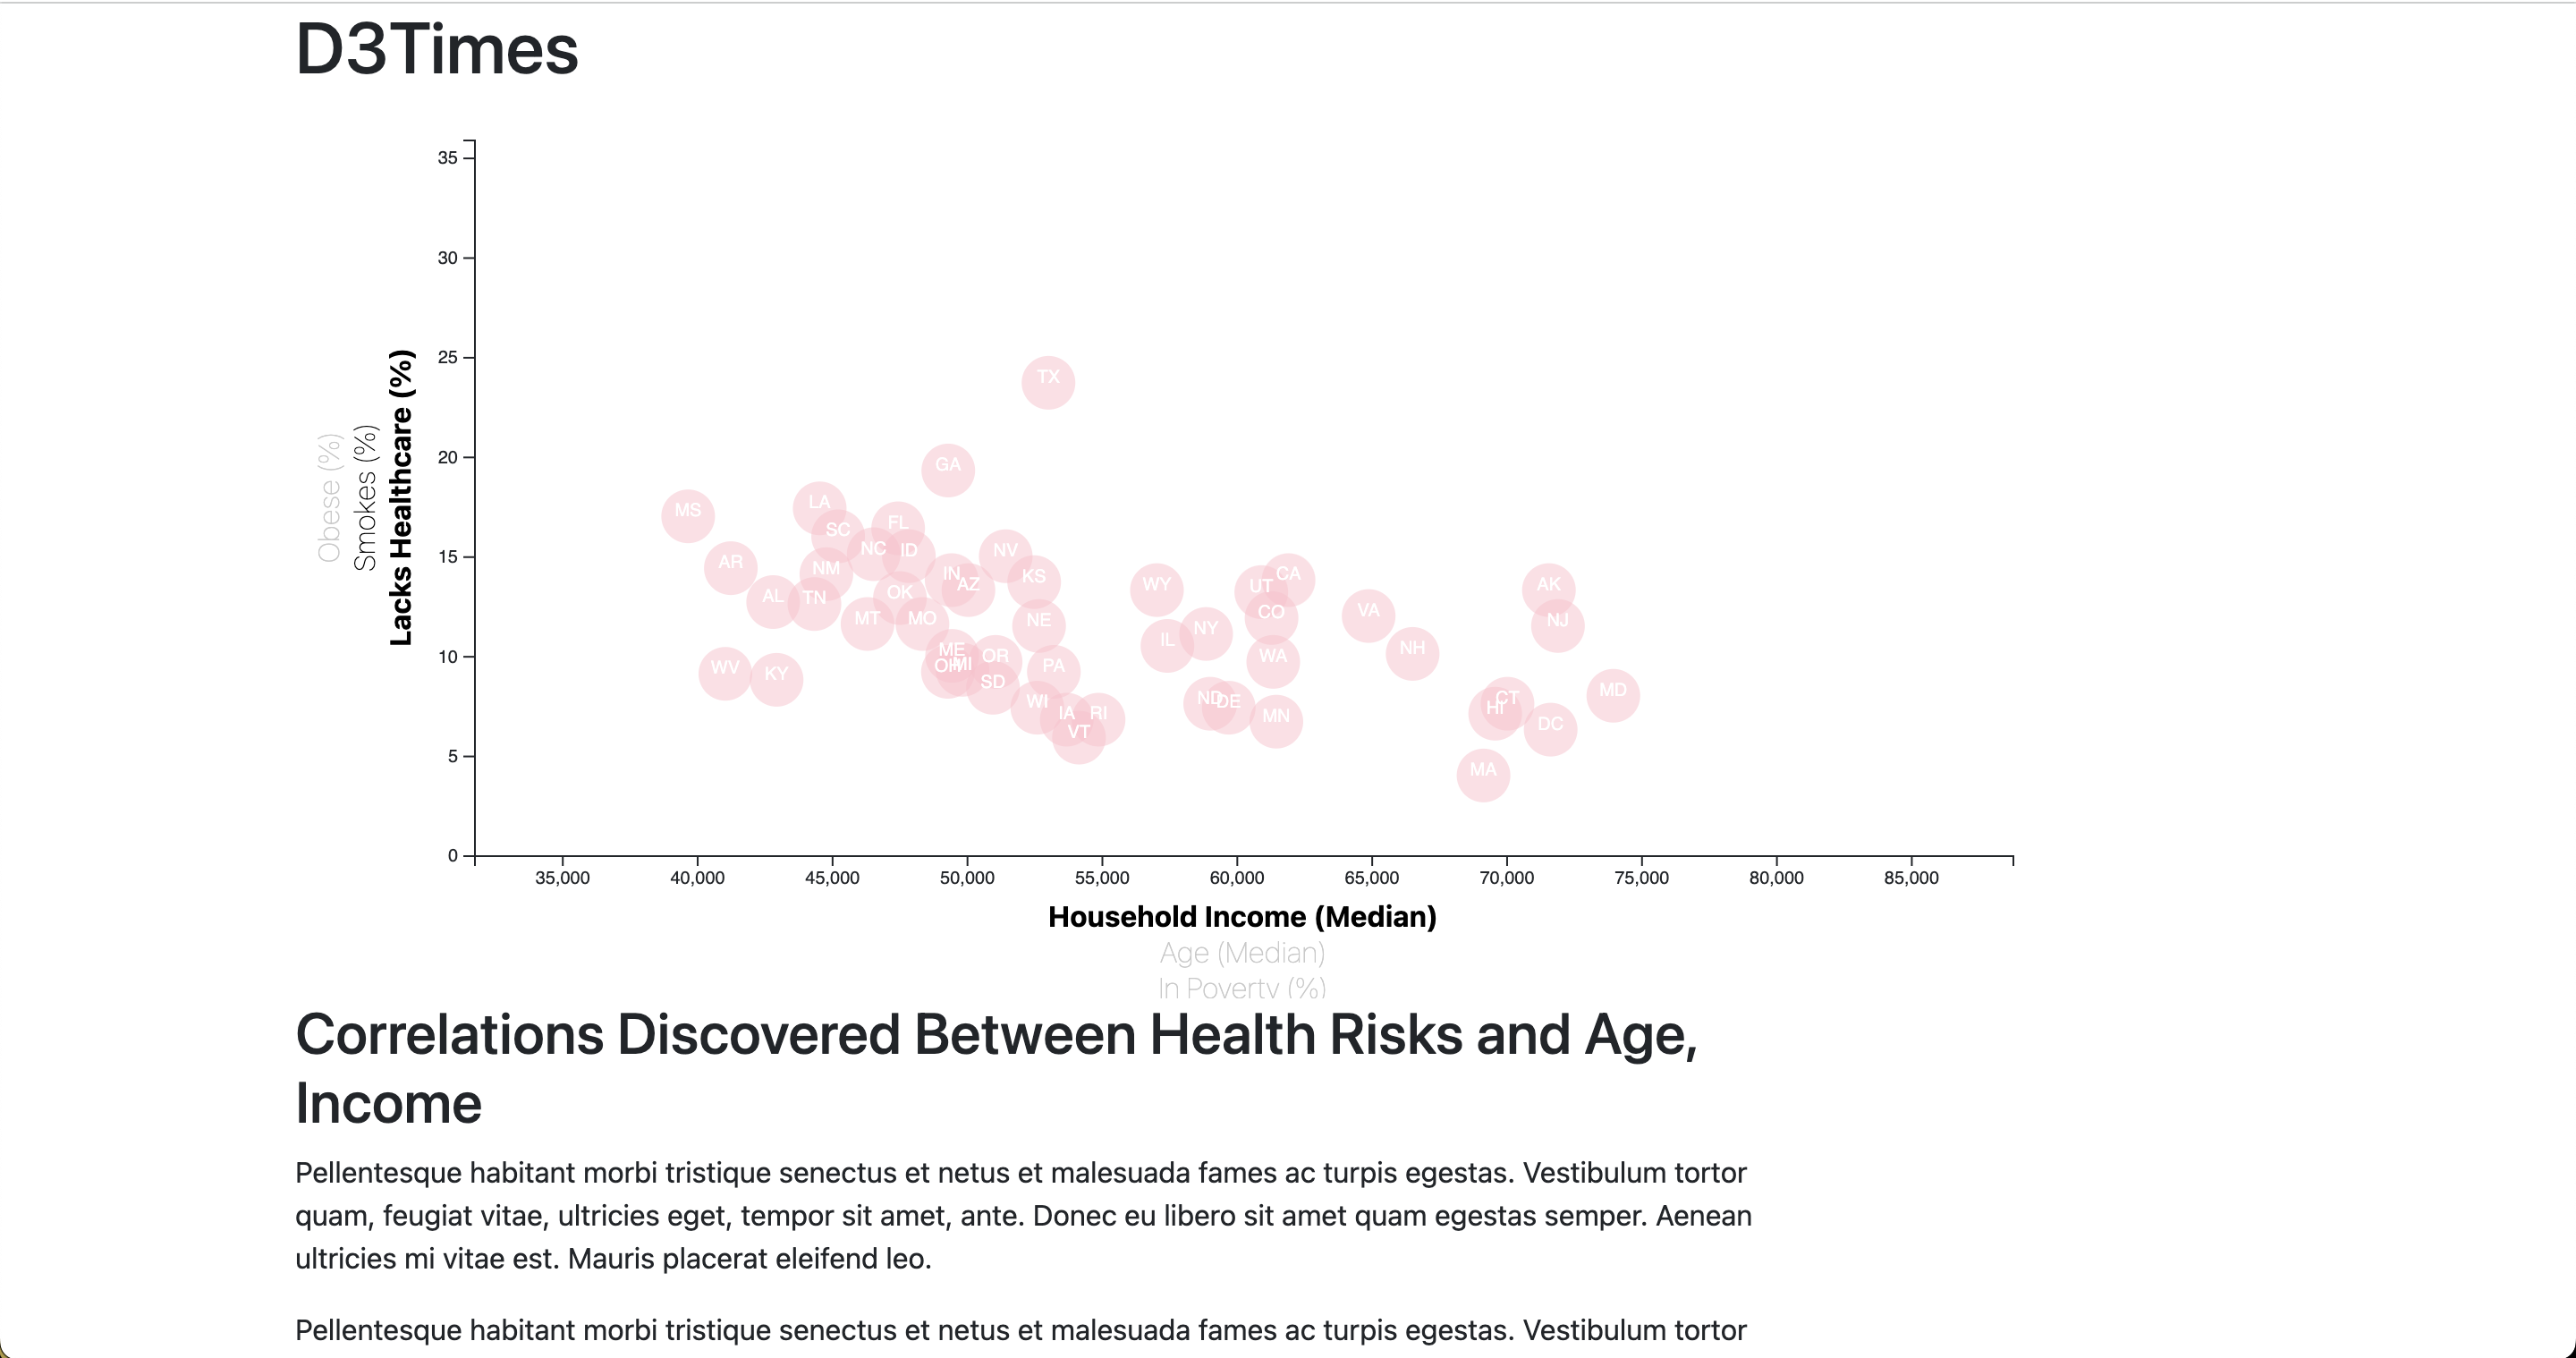 D3Times
35
30
25
20
15
10
5
0
Obese (%)
Smokes (%)
Lacks Healthcare (%)
TX
GA
MS
LA
SC
FL
NC
ID
NV
AR
NM
IN
AZ
KS
WY
UT
CA
AK
AL
TN
OK
MT
MO
NE
CO
VA
NJ
NY
IL
NH
ME
OH
MI
OR
PA
WA
WV
KY
SD
WI
IA
RI
VT
ND
DE
MN
CT
HI
MD
DC
MA
35,000
40,000
45,000
50,000
55,000
60,000
65,000
70,000
75,000
80,000
85,000
Household Income (Median)
Age (Median)
In Poverty (%)
Correlations Discovered Between Health Risks and Age,
Income
Pellentesque habitant morbi tristique senectus et netus et malesuada fames ac turpis egestas. Vestibulum tortor
quam, feugiat vitae, ultricies eget, tempor sit amet, ante. Donec eu libero sit amet quam egestas semper. Aenean
ultricies mi vitae est. Mauris placerat eleifend leo.
Pellentesque habitant morbi tristique senectus et netus et malesuada fames ac turpis egestas. Vestibulum tortor